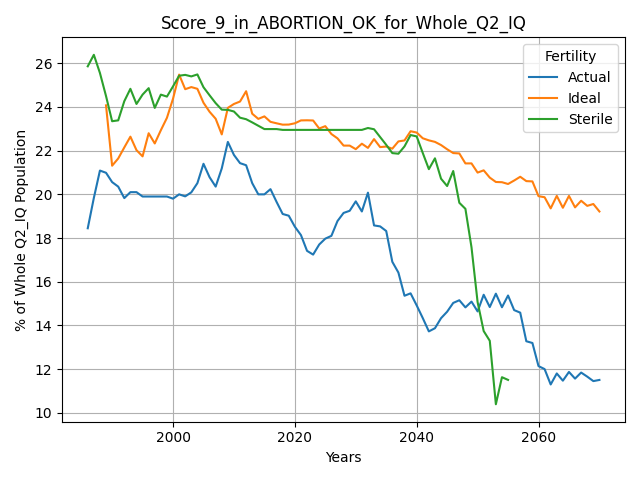 Score_9_in_ABORTION_OK_for_Whole_Q2_IQ
Fertility
Actual
Ideal
Sterile
% of Whole Q2_IQ Population
26
24
22
20
18
16
14
12
10
2000
2020
2040
2060
Years